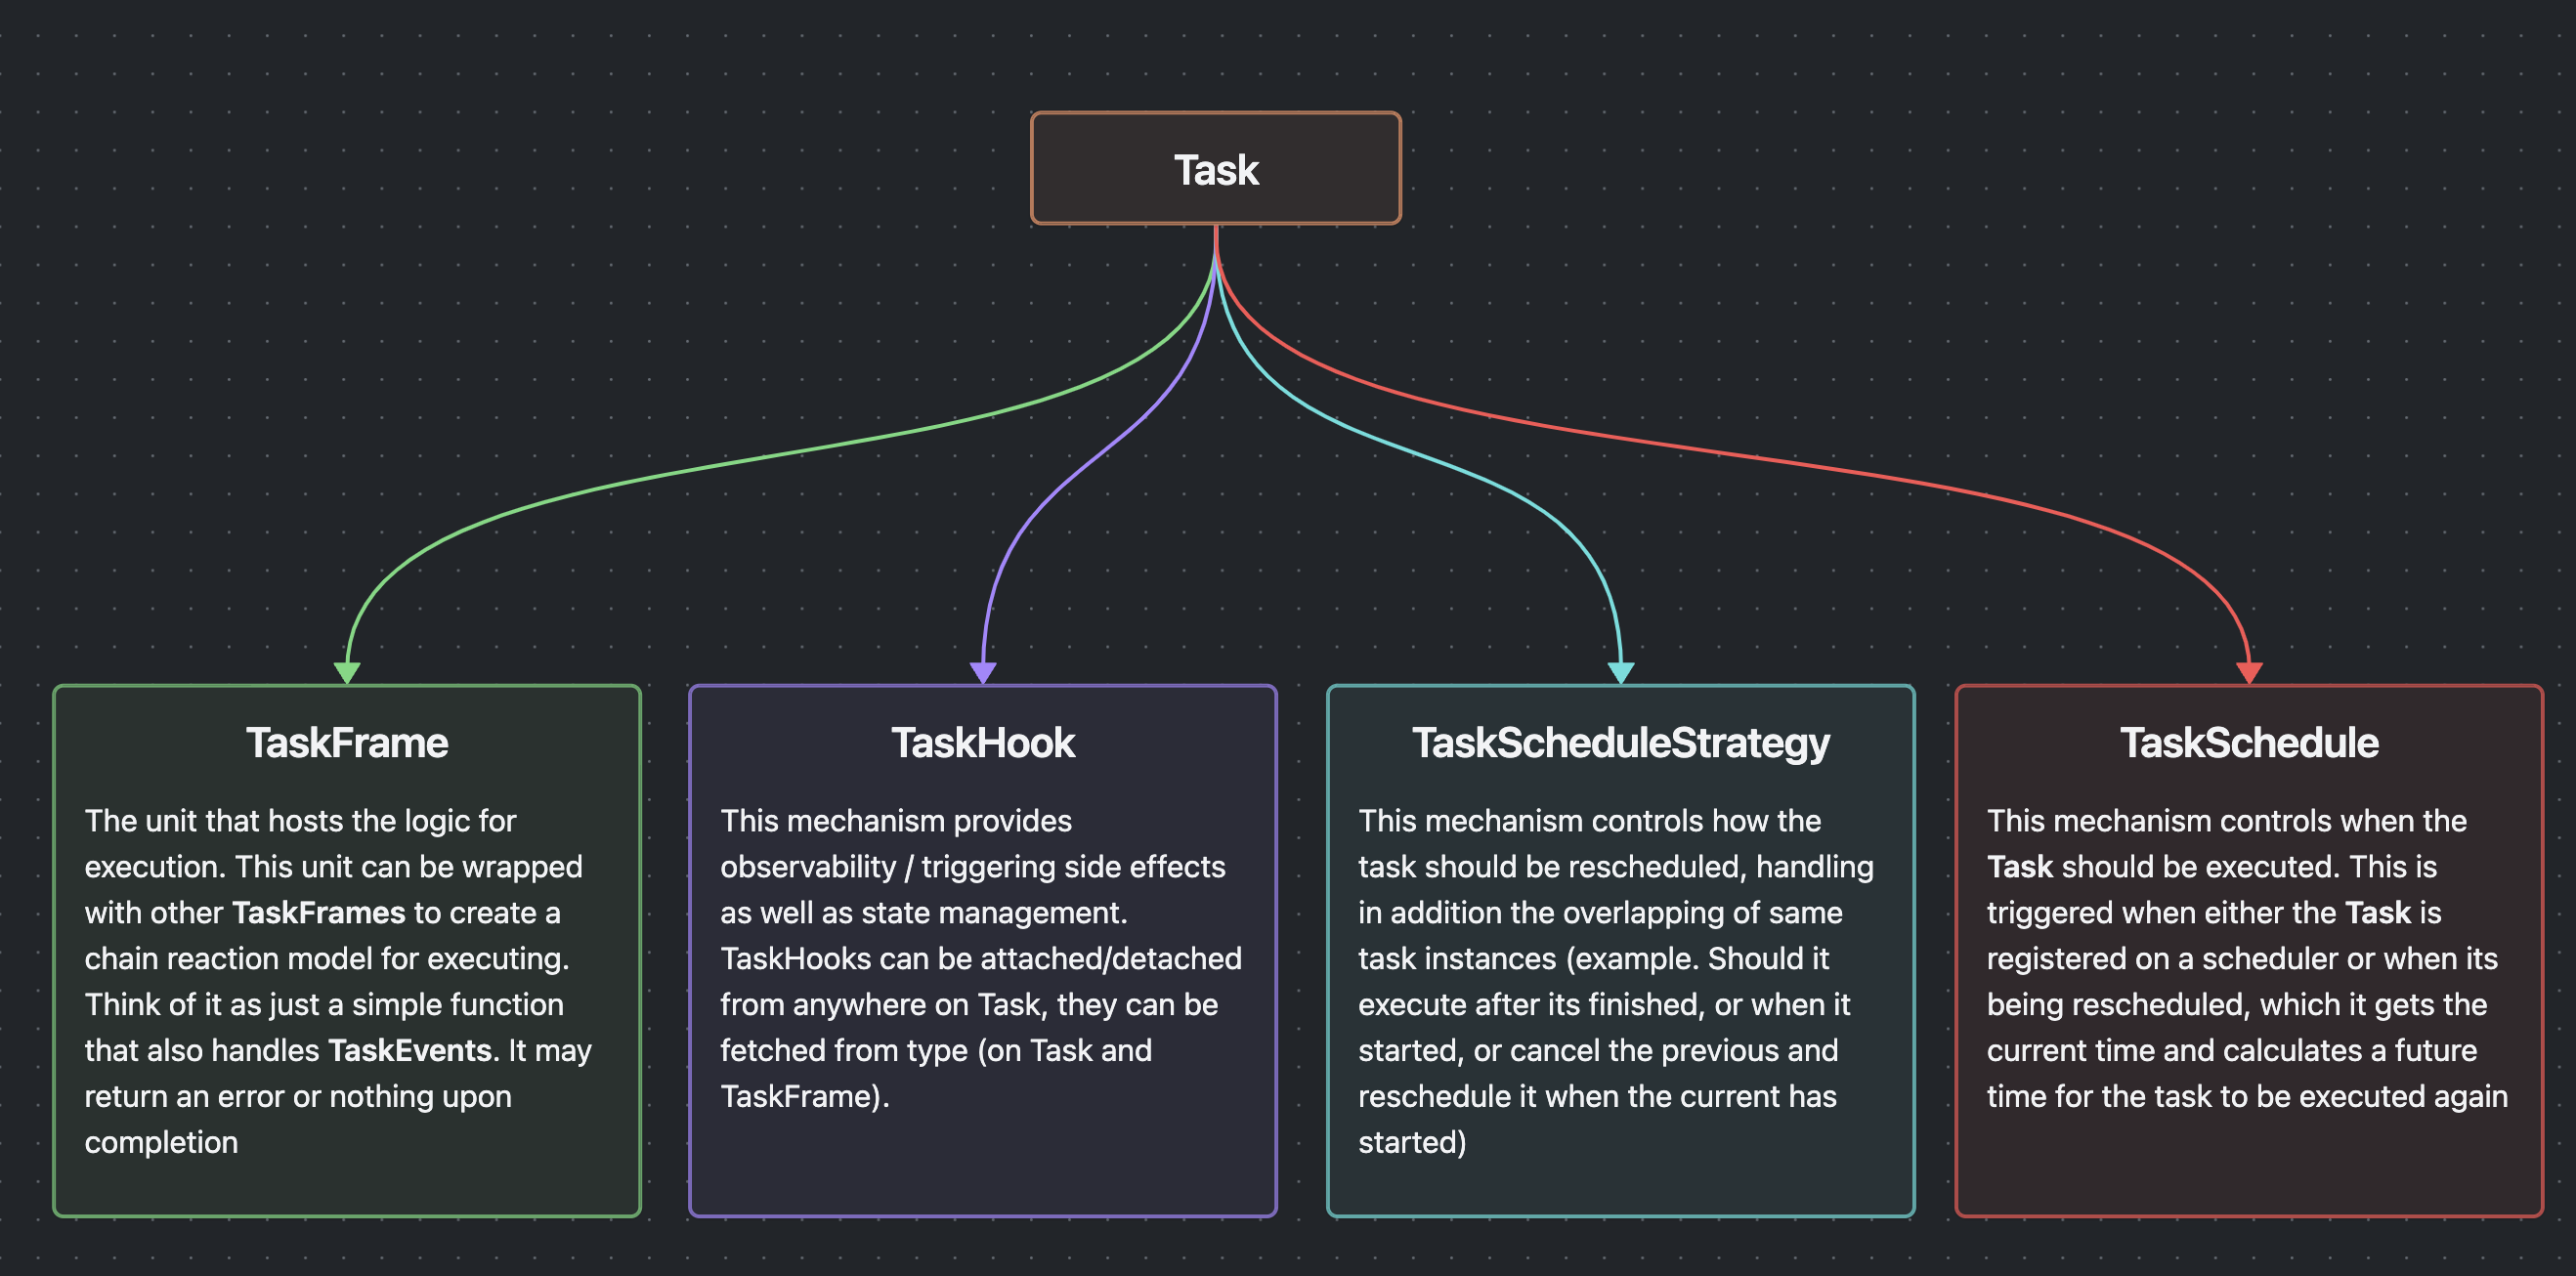 Task
TaskFrame
The unit that hosts the logic for
execution. This unit can be wrapped
with other TaskFrames to create a
chain reaction model for executing.
Think of it as just a simple function
that also handles TaskEvents. It may
return an error or nothing upon
completion
TaskHook
This mechanism provides
observability / triggering side effects
as well as state management.
TaskHooks can be attached/detached
from anywhere on Task, they can be
fetched from type (on Task and
TaskFrame).
TaskScheduleStrategy
This mechanism controls how the
task should be rescheduled, handling
in addition the overlapping of same
task instances (example. Should it
execute after its finished, or when it
started, or cancel the previous and
reschedule it when the current has
started)
TaskSchedule
This mechanism controls when the
Task should be executed. This is
triggered when either the Task is
registered on a scheduler or when its
being rescheduled, which it gets the
current time and calculates a future
time for the task to be executed again